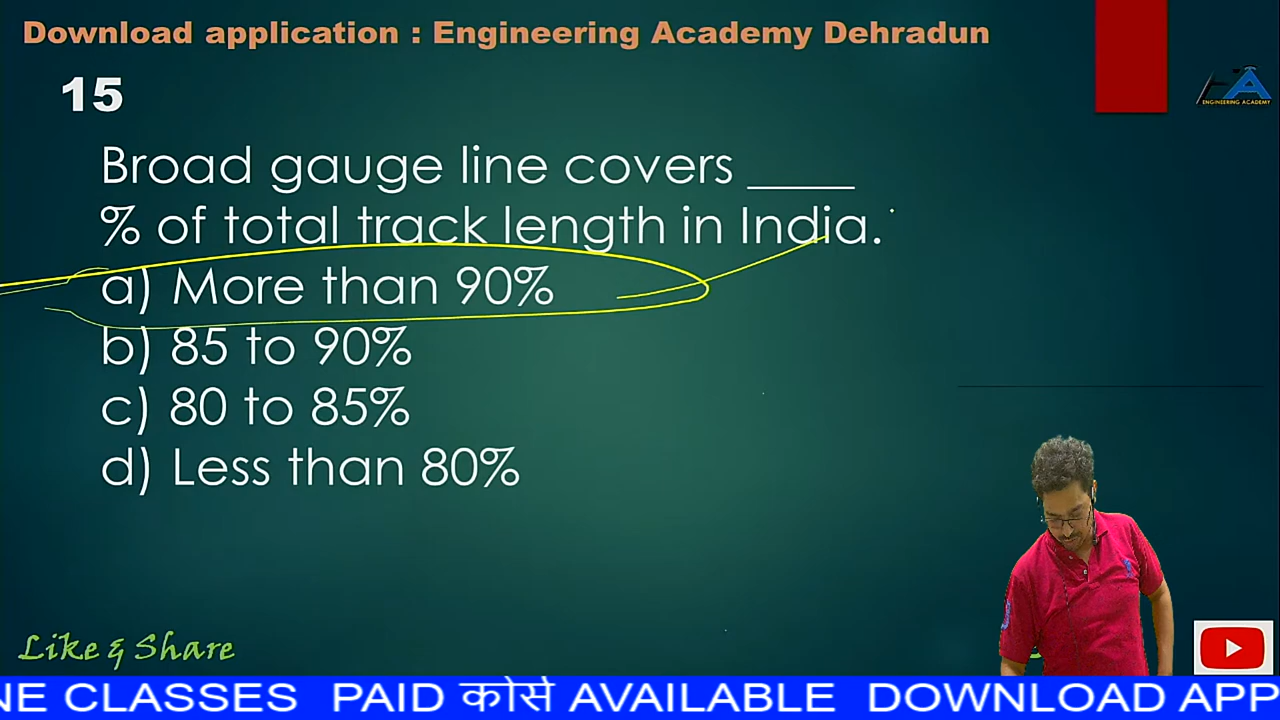 Download application : Engineering Academy Dehradun
15
ENGINEERING ACADEMY
Broad gauge line covers ____
% of total track length in India.
a) More than 90%
b) 85 to 90%
c) 80 to 85%
d) Less than 80%
Like & Share
NE CLASSES PAID कोर्स AVAILABLE DOWNLOAD APP